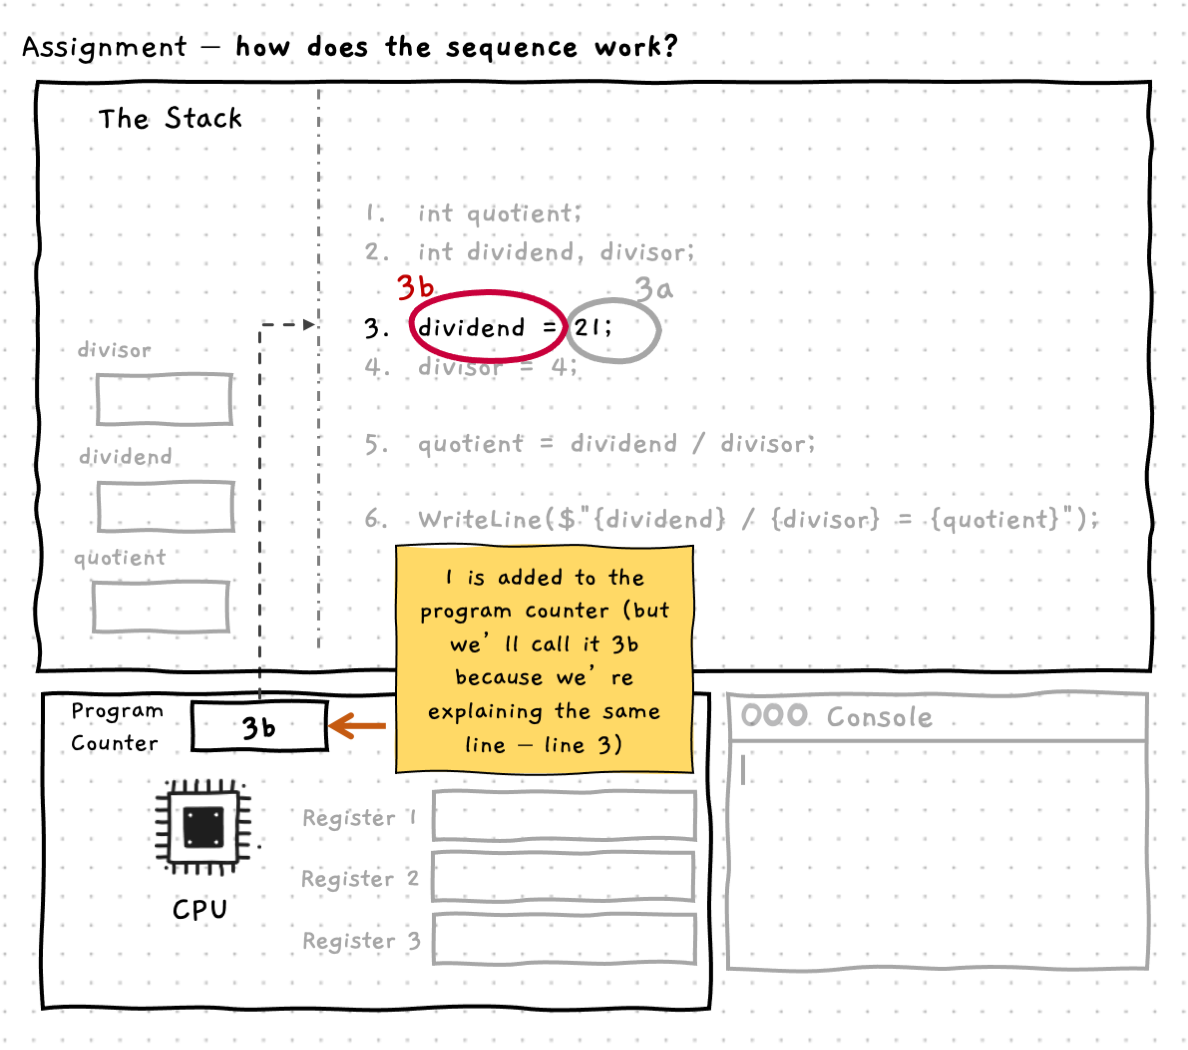 Assignment – how does the sequence work?
The Stack
1. int quotient;
2. int dividend, divisor;
3b 3a
3. dividend = 21;
4. divisor = 4;
5. quotient = dividend / divisor;
6. WriteLine($"{dividend} / {divisor} = {quotient}");
divisor
dividend
quotient
1 is added to the
program counter (but
we' ll call it 3b
because we' re
explaining the same
line – line 3)
Program
Counter
3b
CPU
Register 1
Register 2
Register 3
Console